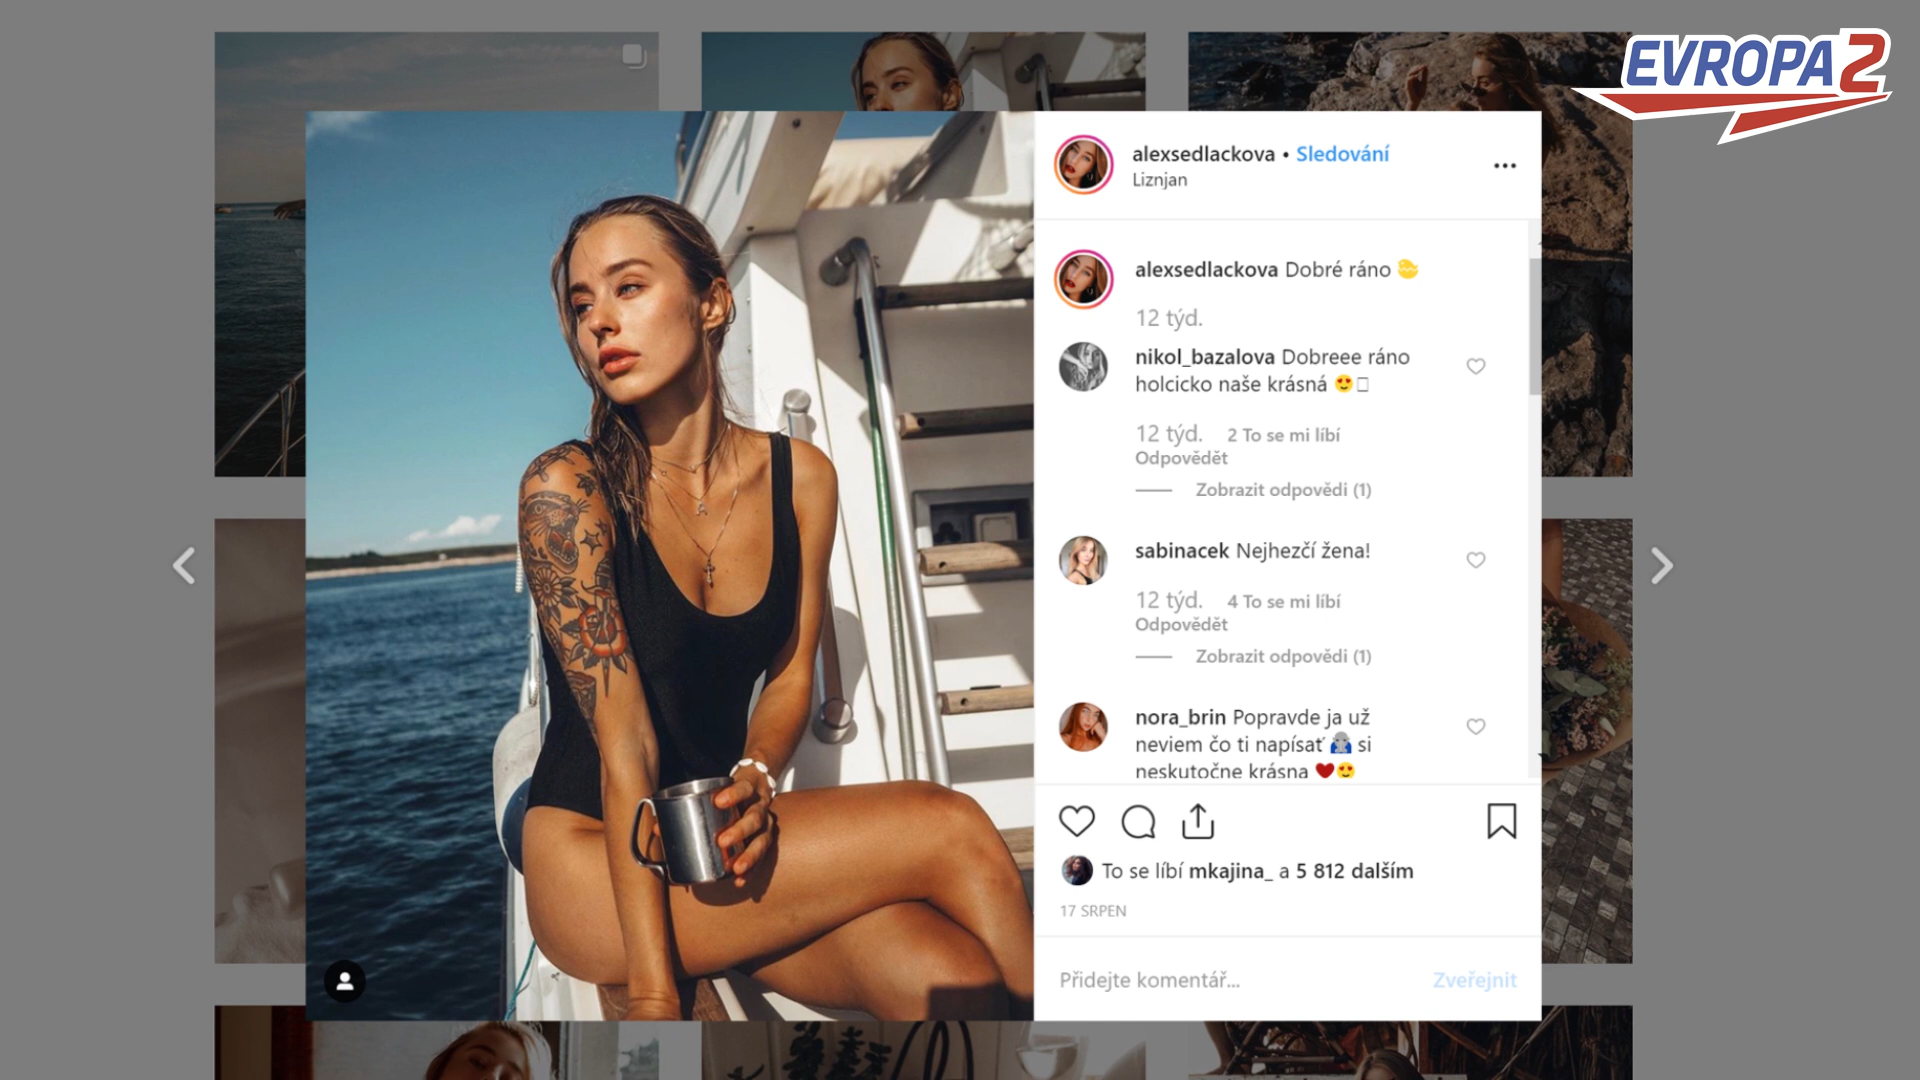 EVROPA 2
alexsedlackova • Sledování
Liznjan
alexsedlackova Dobré ráno
12 týd.
nikol_bazalova Dobreee ráno
holcicko naše krásná 😍
12 týd. 2 To se mi líbí
Odpovědět
Zobrazit odpovědi (1)
sabinacek Nejhezčí žena!
12 týd. 4 To se mi líbí
Odpovědět
Zobrazit odpovědi (1)
nora_brin Popravde ja už
neviem čo ti napísať si
neskutočne krásna ❤😍
To se líbí mkajina_ a 5 812 dalším
17 SRPEN
Přidejte komentář...
Zveřejnit